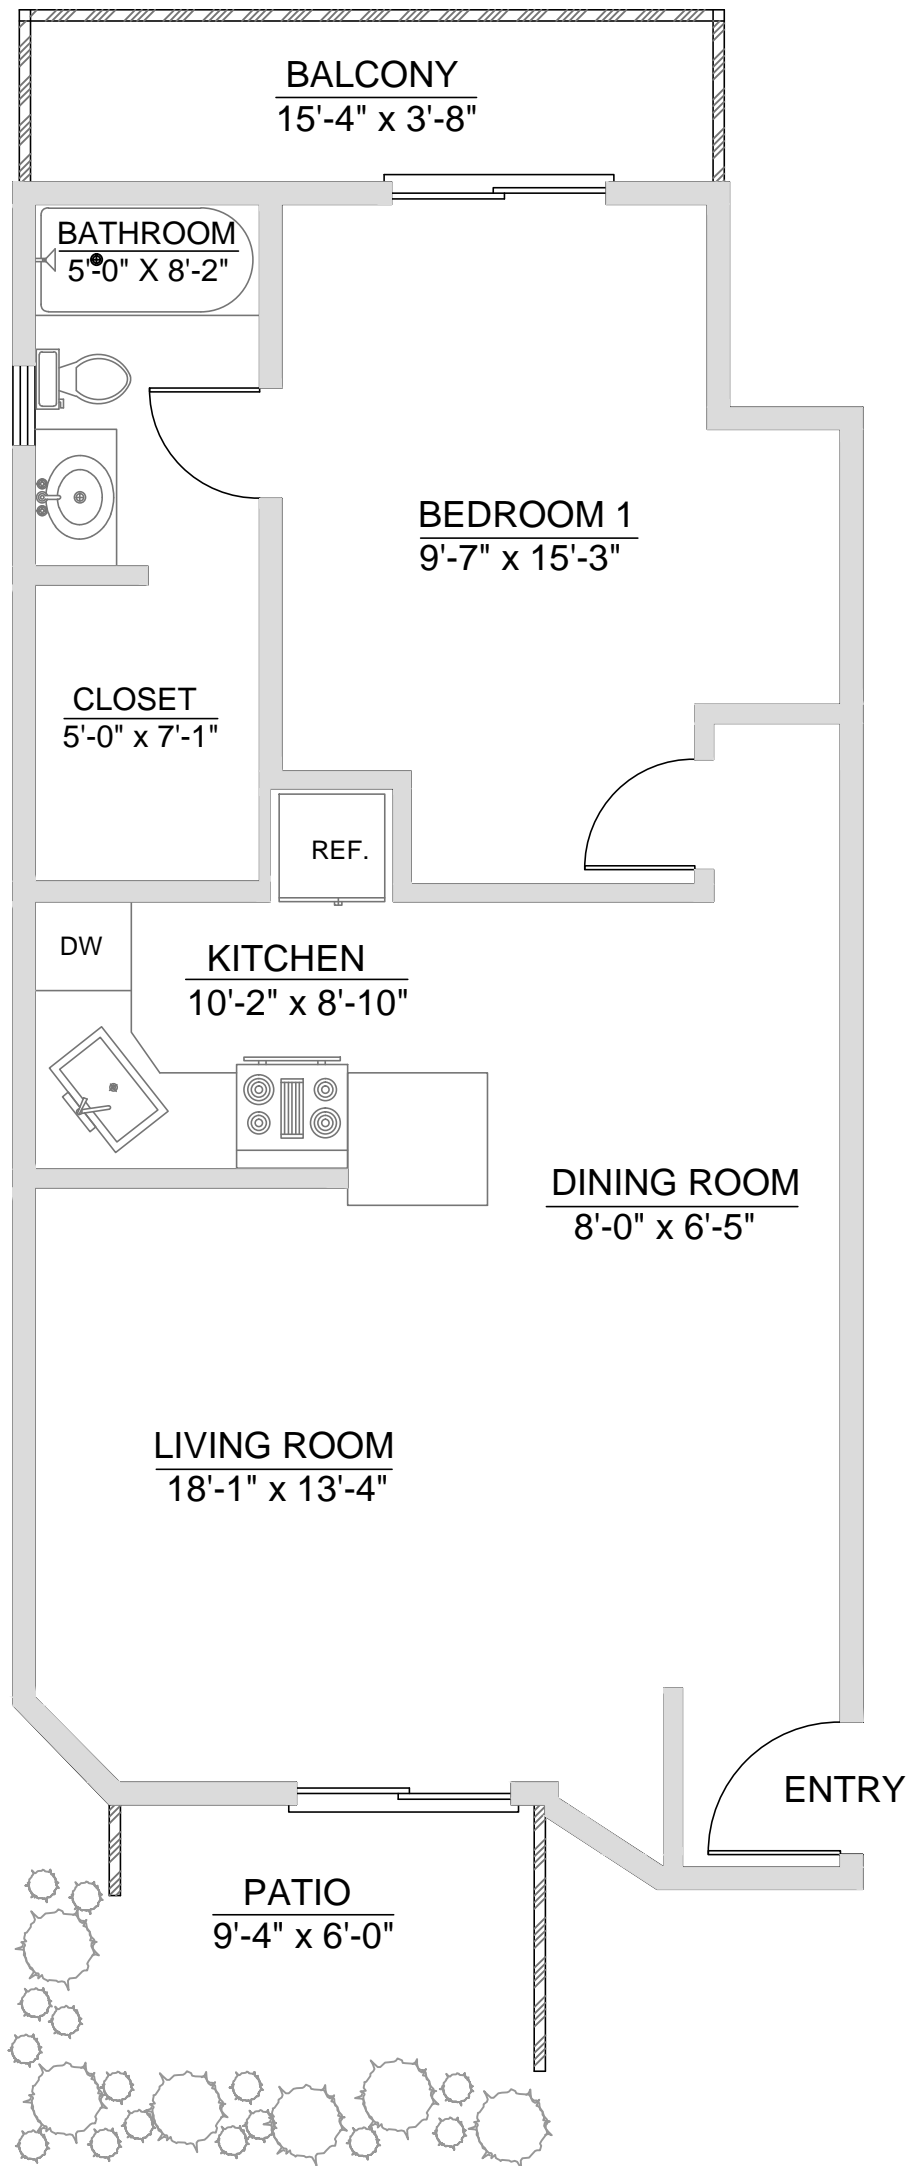 BALCONY
15'-4" x 3'-8"
BATHROOM
5'-0" X 8'-2"
BEDROOM 1
9'-7" x 15'-3"
CLOSET
5'-0" x 7'-1"
REF.
DW
KITCHEN
10'-2" x 8'-10"
DINING ROOM
8'-0" x 6'-5"
LIVING ROOM
18'-1" x 13'-4"
ENTRY
PATIO
9'-4" x 6'-0"